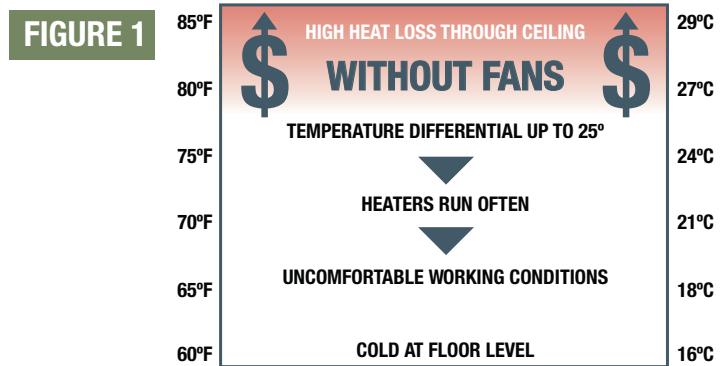 FIGURE 1
85ºF
HIGH HEAT LOSS THROUGH CEILING
29ºC
$
WITHOUT FANS
$
80ºF
27ºC
TEMPERATURE DIFFERENTIAL UP TO 25º
75ºF
24ºC
HEATERS RUN OFTEN
70ºF
21ºC
UNCOMFORTABLE WORKING CONDITIONS
65ºF
18ºC
60ºF
COLD AT FLOOR LEVEL
16ºC